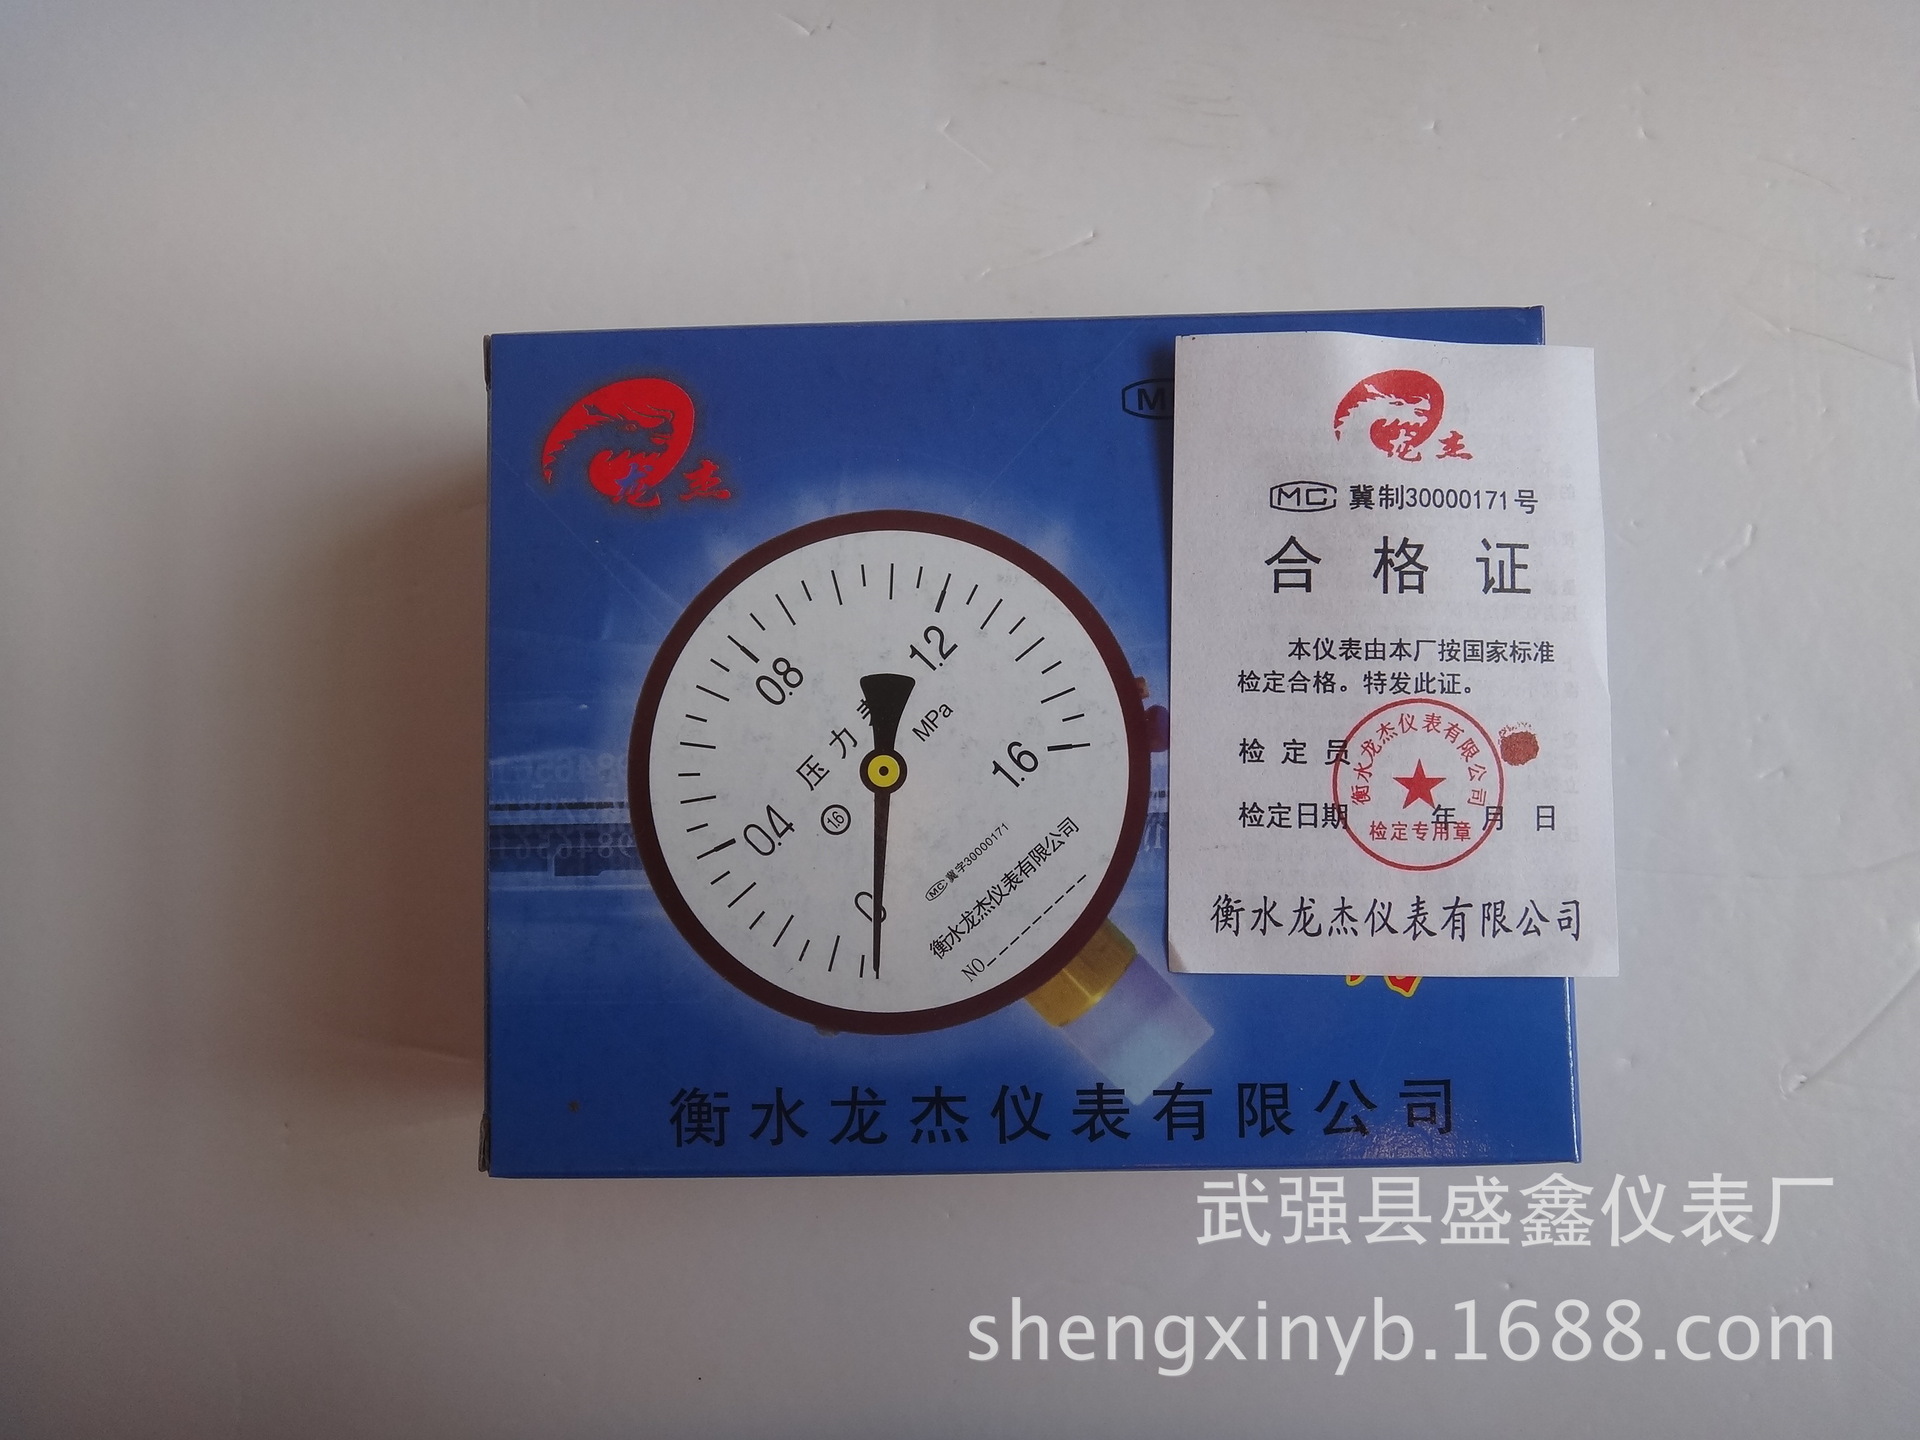 龙杰
M
0
0.4
0.8
1.2
1.6
压力表
MPa
1.6
MC 冀字30000171
衡水龙杰仪表有限公司
NO
衡水龙杰仪表有限公司
龙杰
MC 冀制30000171号
合格证
本仪表由本厂按国家标准
检定合格。特发此证。
检定员
检定日期 年 月 日
衡水龙杰仪表有限公司
检定专用章
衡水龙杰仪表有限公司
武强县盛鑫仪表厂
shengxinyb.1688.com